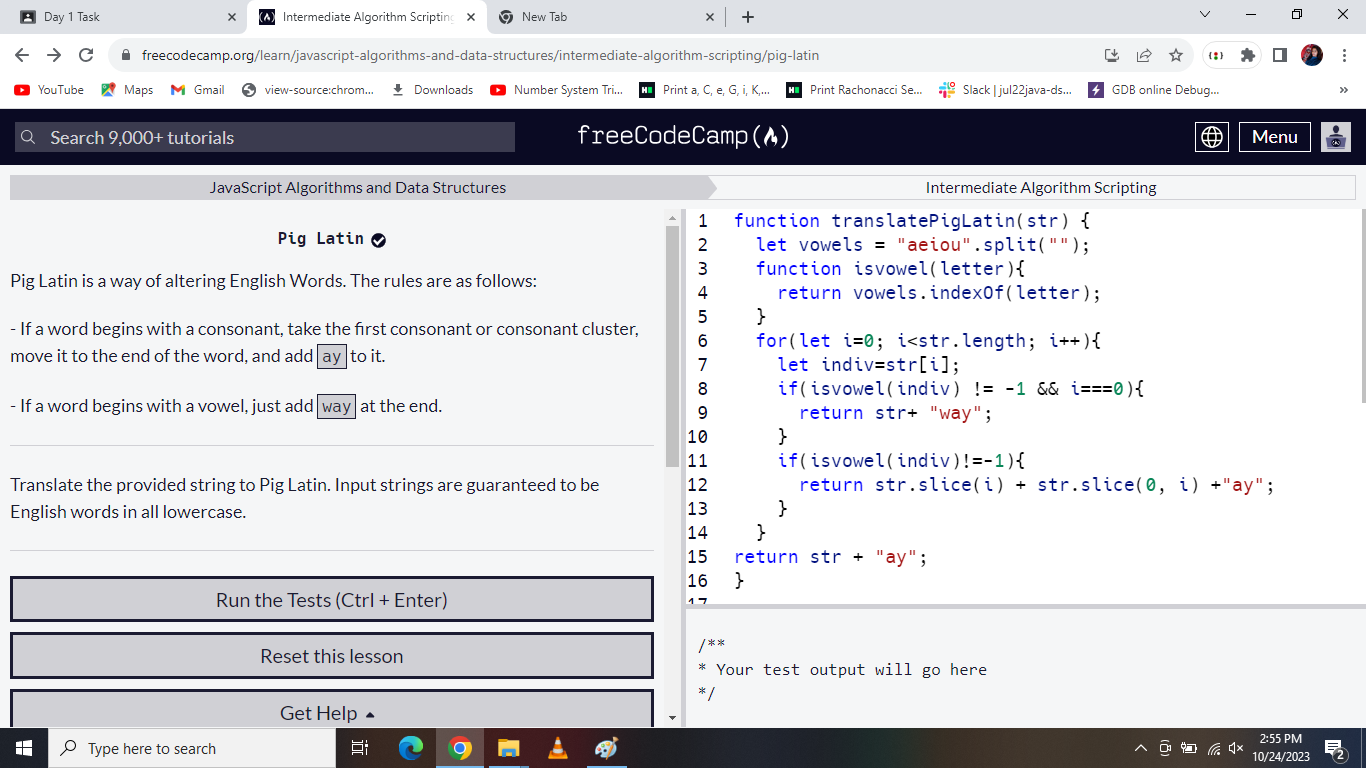 Day 1 Task
Intermediate Algorithm Scripting
New Tab
freecodecamp.org/learn/javascript-algorithms-and-data-structures/intermediate-algorithm-scripting/pig-latin
YouTube Maps Gmail view-source:chrom... Downloads Number System Tri... Print a, C, e, G, i, K,... Print Rachonacci Se... Slack | jul22java-ds... GDB online Debug... »
Search 9,000+ tutorials
freeCodeCamp
Menu
JavaScript Algorithms and Data Structures
Intermediate Algorithm Scripting
Pig Latin
Pig Latin is a way of altering English Words. The rules are as follows:
- If a word begins with a consonant, take the first consonant or consonant cluster,
move it to the end of the word, and add ay to it.
- If a word begins with a vowel, just add way at the end.
Translate the provided string to Pig Latin. Input strings are guaranteed to be
English words in all lowercase.
Run the Tests (Ctrl + Enter)
Reset this lesson
Get Help
1 function translatePigLatin(str) {
2 let vowels = "aeiou".split("");
3 function isvowel(letter){
4 return vowels.indexOf(letter);
5 }
6 for(let i=0; i<str.length; i++){
7 let indiv=str[i];
8 if(isvowel(indiv) != -1 && i===0){
9 return str+ "way";
10 }
11 if(isvowel(indiv)!=-1){
12 return str.slice(i) + str.slice(0, i) +"ay";
13 }
14 }
15 return str + "ay";
16 }
17
/**
* Your test output will go here
*/
Type here to search
2:55 PM
10/24/2023
2